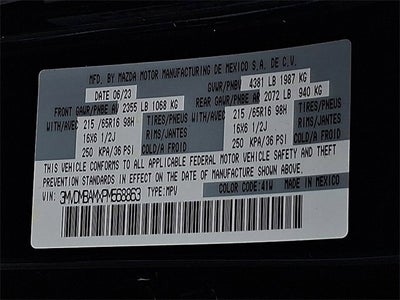 MFD. BY MAZDA MOTOR MANUFACTURING DE MEXICO S.A. DE C.V.
DATE 06/23 GVWR/PNBV 4381 LB 1987 KG
FRONT GAWR/PNBE AV 2355 LB 1068 KG REAR GAWR/PNBE AR 2072 LB 940 KG
WITH/AVEC 215/65R16 98H TIRES/PNEUS WITH/AVEC 215/65R16 98H TIRES/PNEUS
16X6 1/2J RIMS/JANTES 16X6 1/2J RIMS/JANTES
250 KPA/36 PSI COLD/A FROID 250 KPA/36 PSI COLD/A FROID
THIS VEHICLE CONFORMS TO ALL APPLICABLE FEDERAL MOTOR VEHICLE SAFETY AND THEFT
PREVENTION STANDARDS IN EFFECT ON THE DATE OF MANUFACTURE SHOWN ABOVE.
VIN: 3MVDMBAMXPM568863 TYPE: MPV COLOR CODE: 41W MADE IN MEXICO